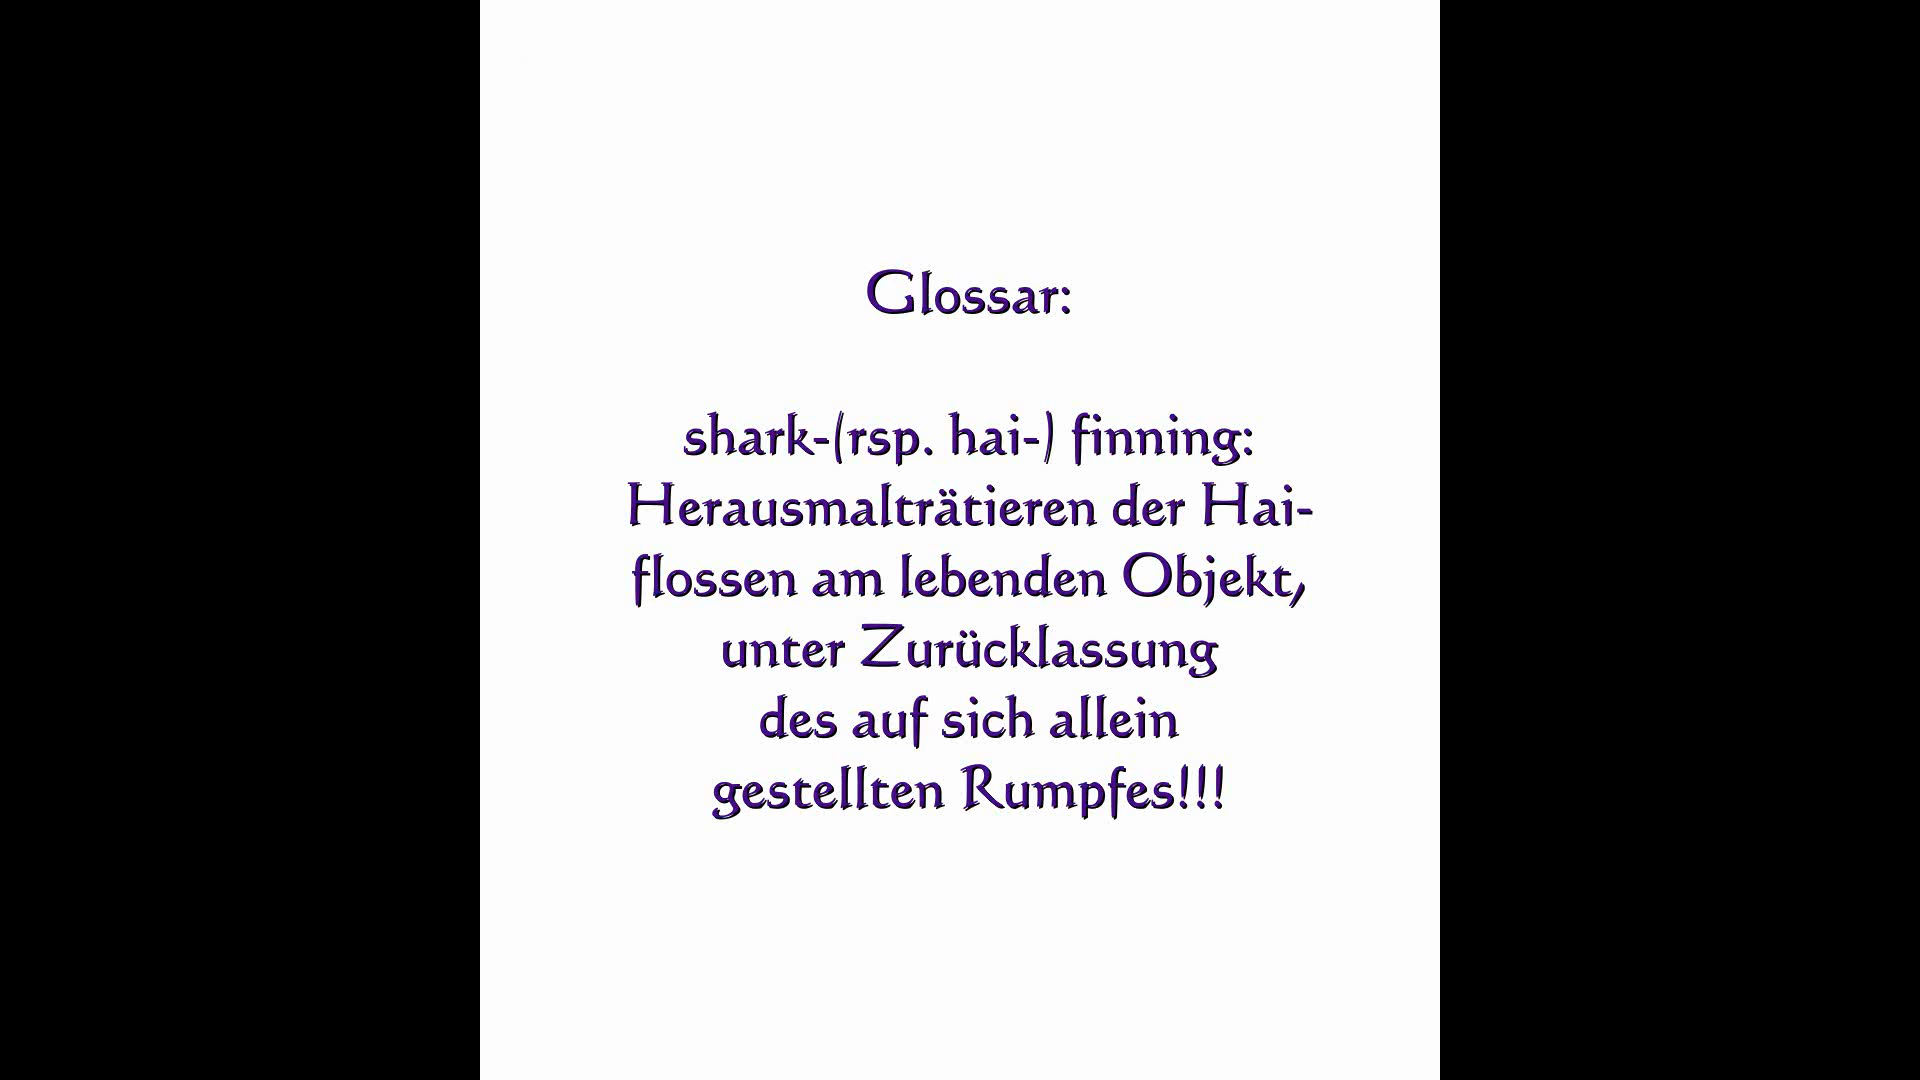 Glossar:
shark-(rsp. hai-) finning:
Herausmalträtieren der Hai-
flossen am lebenden Objekt,
unter Zurücklassung
des auf sich allein
gestellten Rumpfes!!!